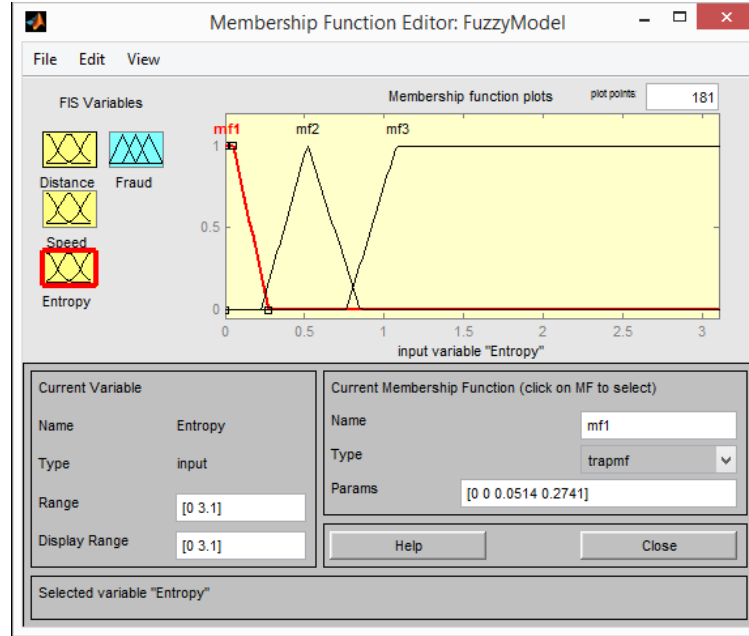 Membership Function Editor: FuzzyModel
File Edit View
FIS Variables
Membership function plots
plot points:
181
Distance
Fraud
Speed
Entropy
mf1
mf2
mf3
1
0.5
0
0
0.5
1
1.5
2
2.5
3
input variable "Entropy"
Current Variable
Name
Entropy
Type
input
Range
[0 3.1]
Display Range
[0 3.1]
Current Membership Function (click on MF to select)
Name
mf1
Type
trapmf
Params
[0 0 0.0514 0.2741]
Help
Close
Selected variable "Entropy"